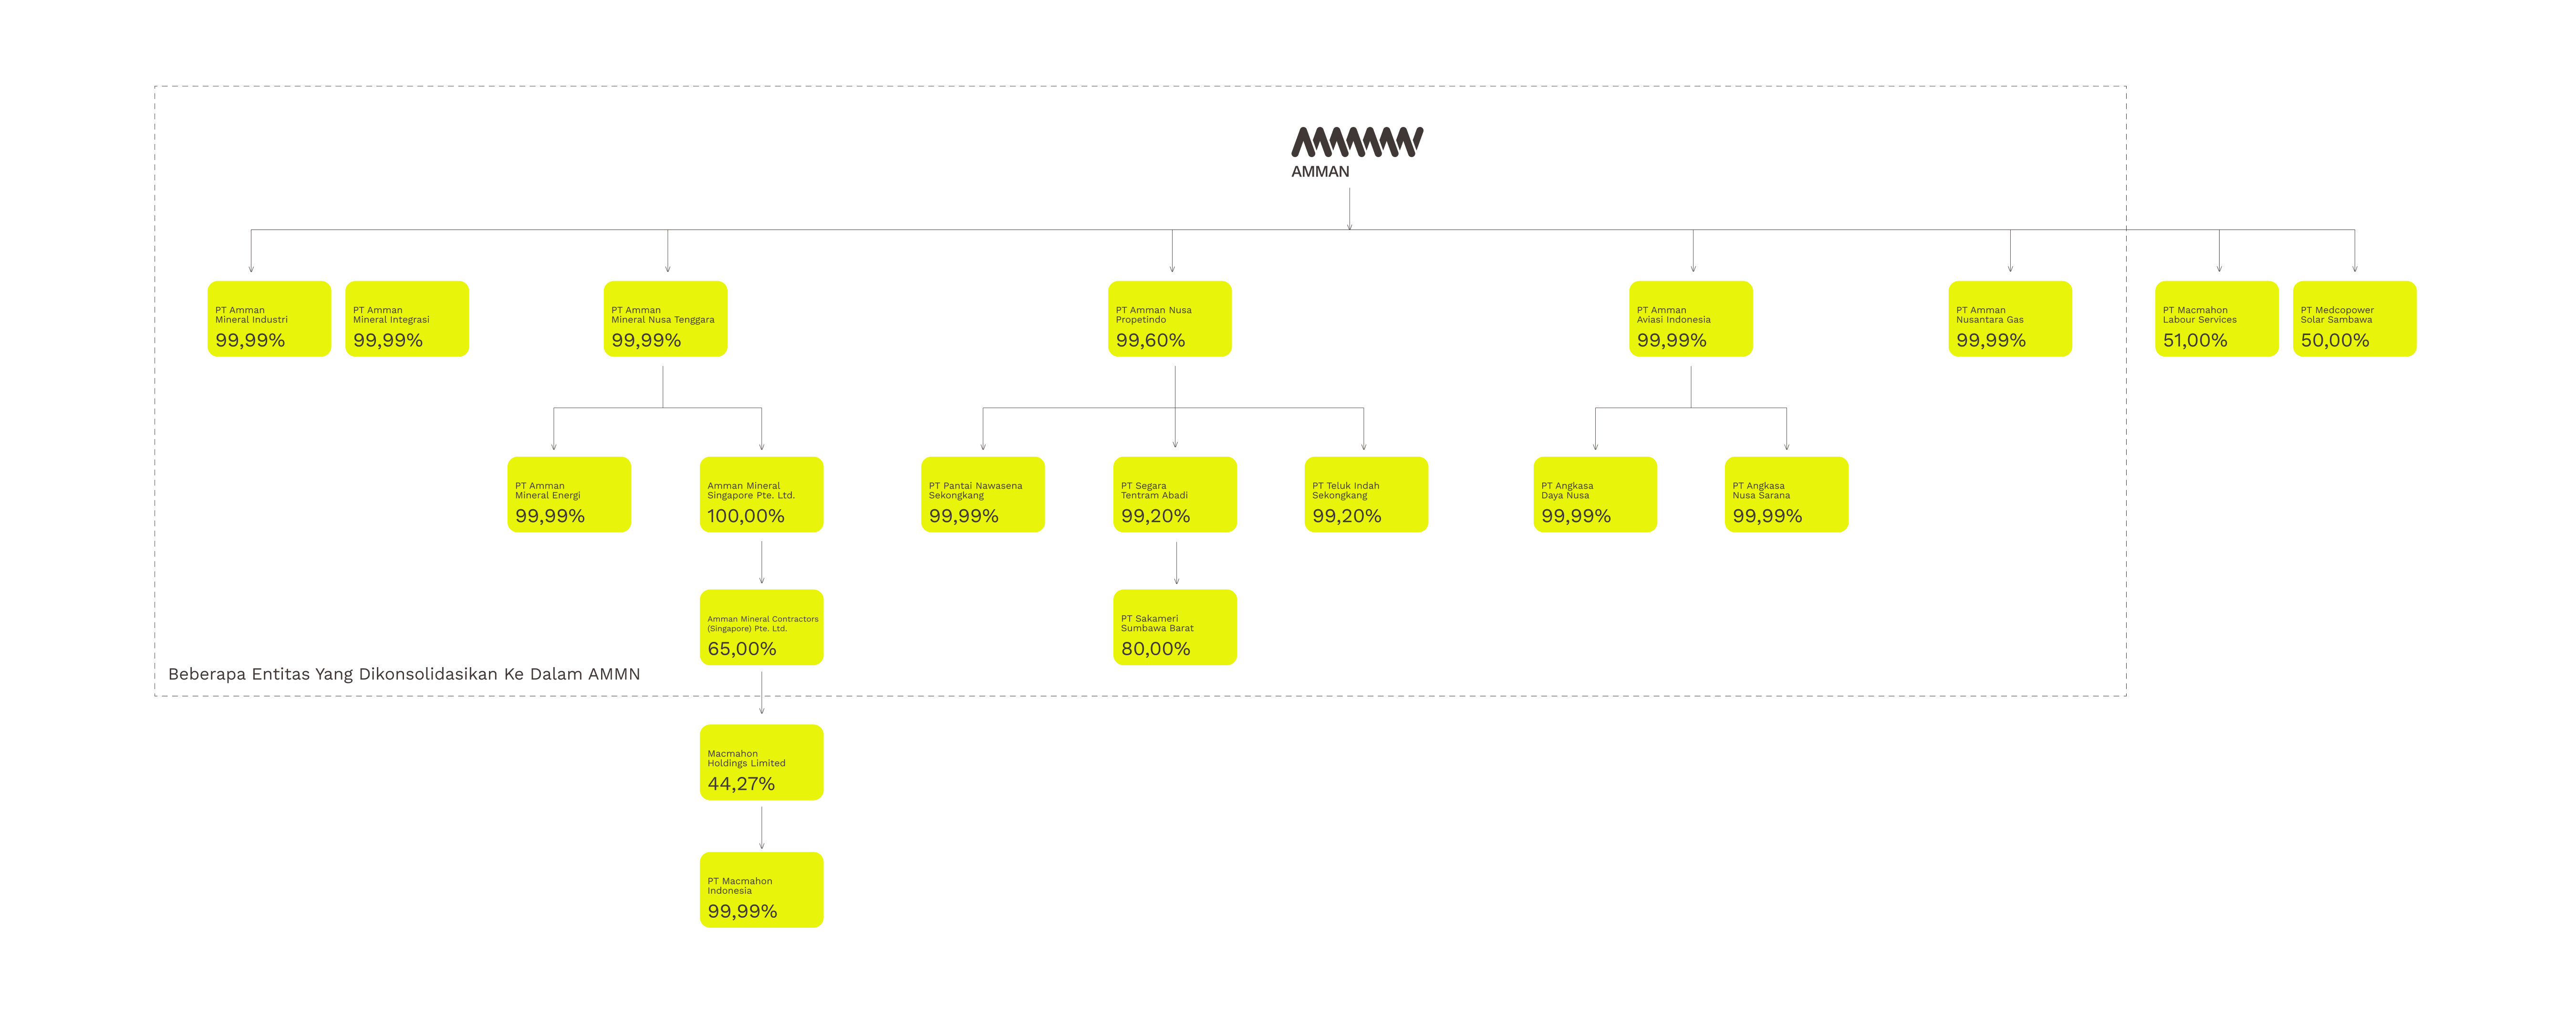 AMMAN
PT Amman
Mineral Industri
99,99%
PT Amman
Mineral Integrasi
99,99%
PT Amman
Mineral Nusa Tenggara
99,99%
PT Amman Nusa
Propetindo
99,60%
PT Amman
Aviasi Indonesia
99,99%
PT Amman
Nusantara Gas
99,99%
PT Macmahon
Labour Services
51,00%
PT Medcopower
Solar Sambawa
50,00%
PT Amman
Mineral Energi
99,99%
Amman Mineral
Singapore Pte. Ltd.
100,00%
PT Pantai Nawasena
Sekongkang
99,99%
PT Segara
Tentram Abadi
99,20%
PT Teluk Indah
Sekongkang
99,20%
PT Angkasa
Daya Nusa
99,99%
PT Angkasa
Nusa Sarana
99,99%
Amman Mineral Contractors
(Singapore) Pte. Ltd.
65,00%
PT Sakameri
Sumbawa Barat
80,00%
Beberapa Entitas Yang Dikonsolidasikan Ke Dalam AMMN
Macmahon
Holdings Limited
44,27%
PT Macmahon
Indonesia
99,99%